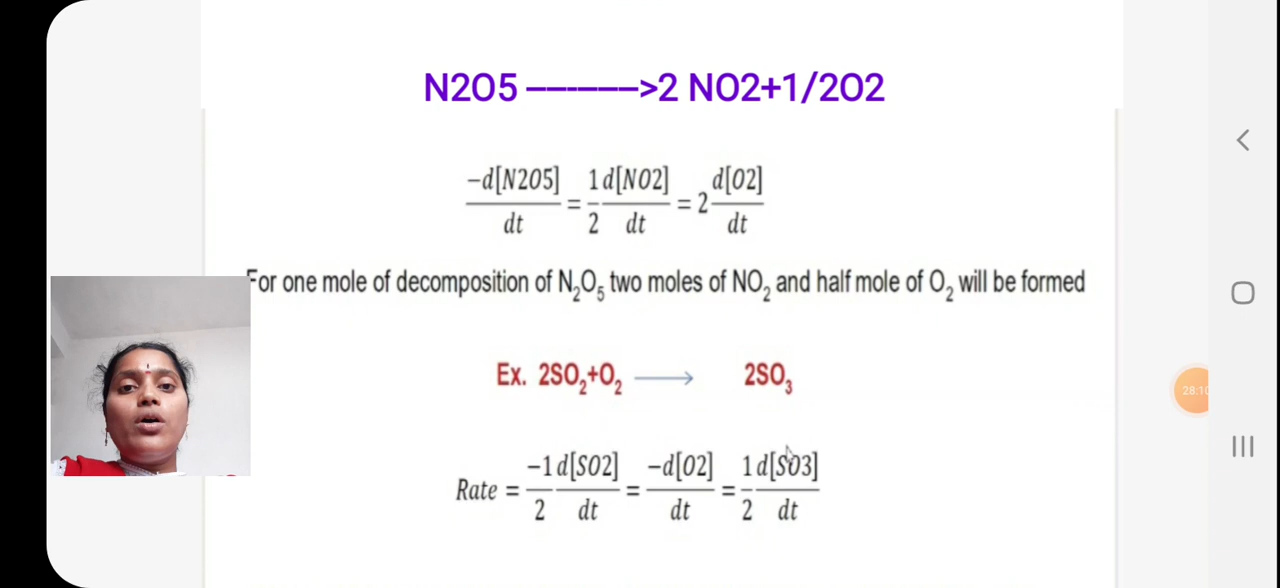 N2O5 ------->2 NO2+1/2O2
−d[N2O5]/dt = 1/2 d[NO2]/dt = 2 d[O2]/dt
For one mole of decomposition of N₂O₅ two moles of NO₂ and half mole of O₂ will be formed
Ex. 2SO₂+O₂ ⟶ 2SO₃
Rate = −1/2 d[SO2]/dt = −d[O2]/dt = 1/2 d[SO3]/dt
28:10